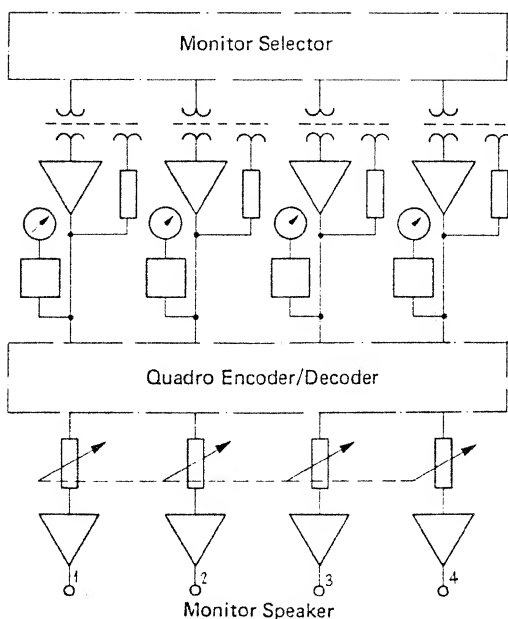 Monitor Selector
Quadro Encoder/Decoder
1 2 3 4
Monitor Speaker